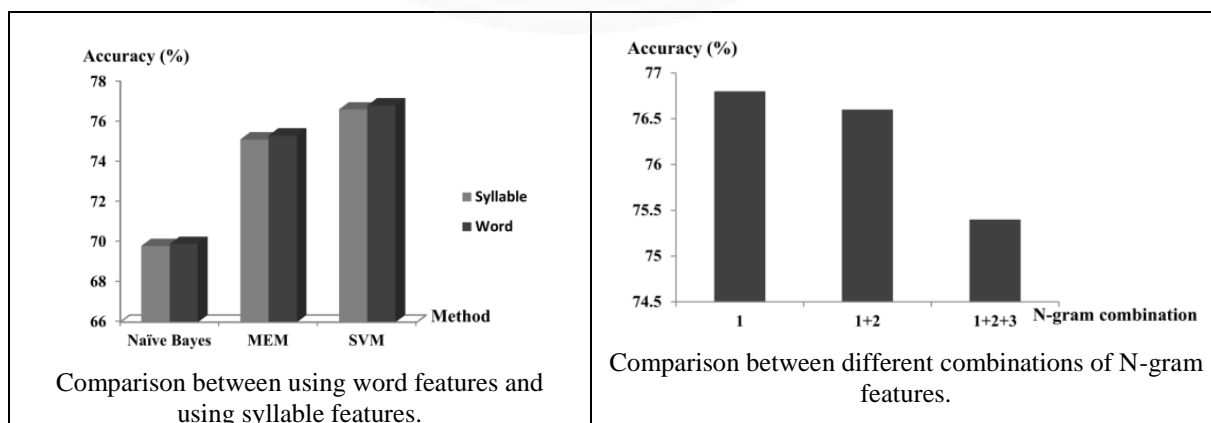 Accuracy (%)
78
76
74
72
70
68
66
Naïve Bayes
MEM
SVM
Method
Syllable
Word
Comparison between using word features and
using syllable features.
Accuracy (%)
77
76.5
76
75.5
75
74.5
1
1+2
1+2+3
N-gram combination
Comparison between different combinations of N-gram
features.